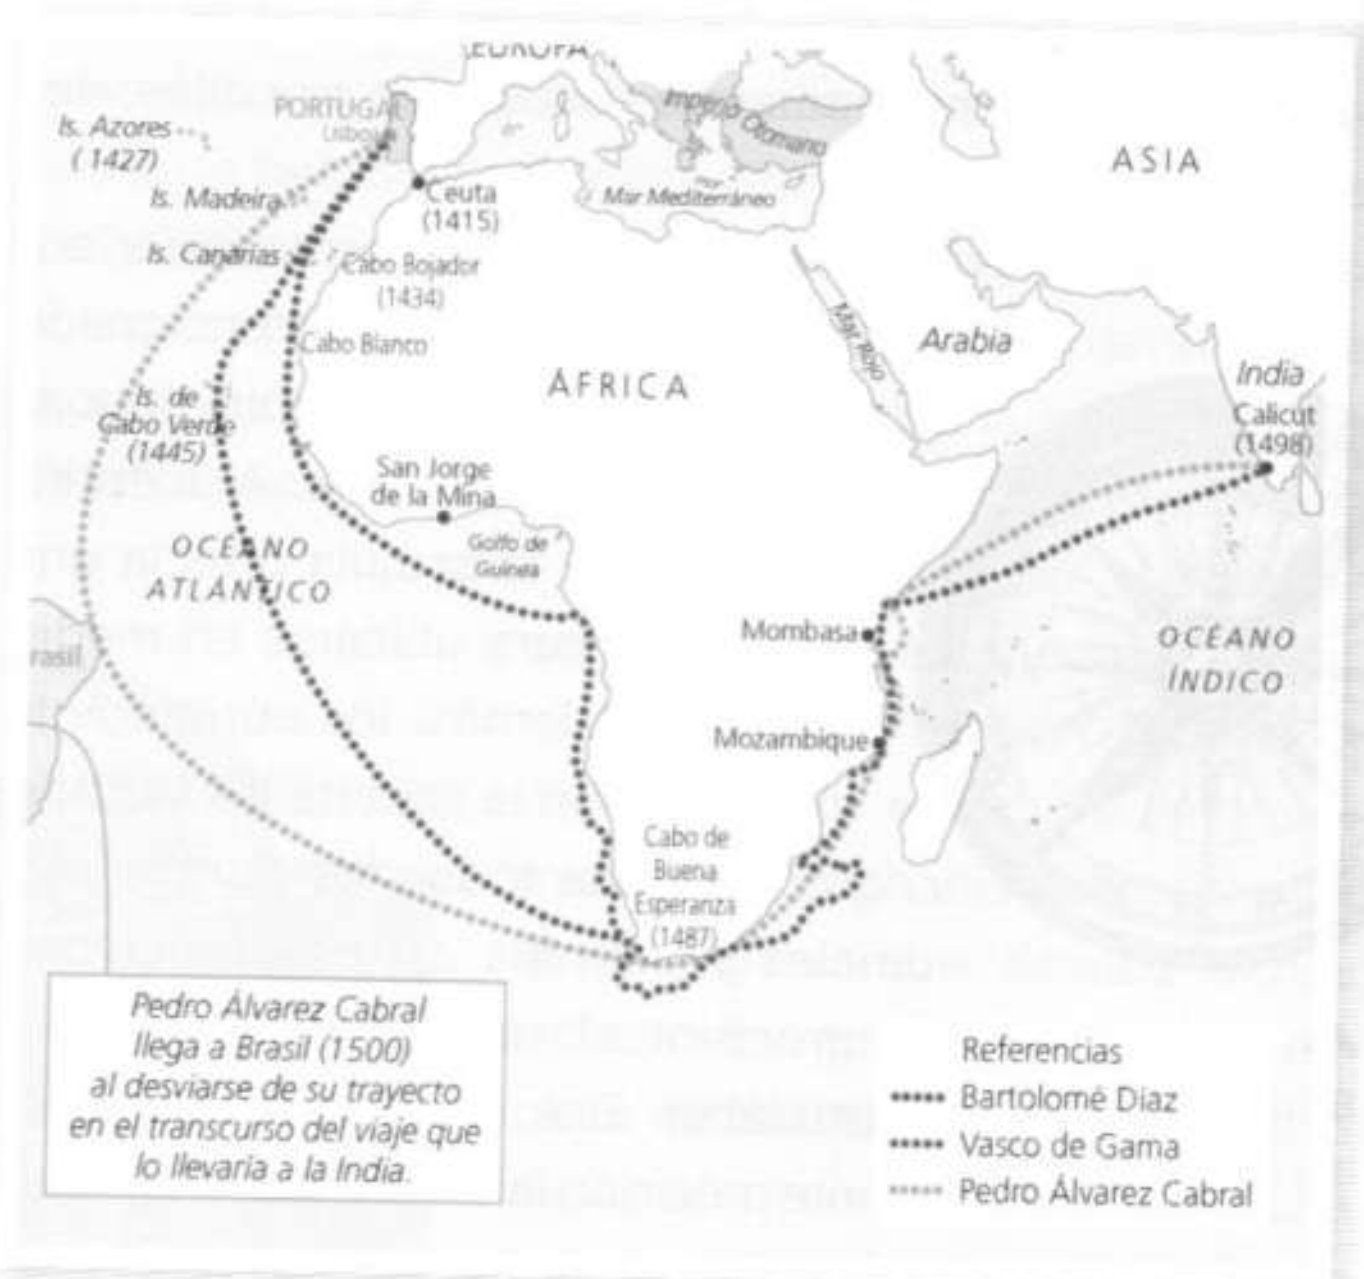 EUROPA
PORTUGAL
Lisboa
Is. Azores
(1427)
Is. Madeira
Is. Canarias
Ceuta
(1415)
Mar Mediterráneo
Imperio Otomano
ASIA
Cabo Bojador
(1434)
Cabo Blanco
Mar Rojo
Arabia
India
Calicut
(1498)
ÁFRICA
Is. de
Cabo Verde
(1445)
San Jorge
de la Mina
Golfo de
Guinea
OCÉANO
ATLÁNTICO
rasil
Mombasa
Mozambique
OCÉANO
ÍNDICO
Cabo de
Buena
Esperanza
(1487)
Pedro Álvarez Cabral
llega a Brasil (1500)
al desviarse de su trayecto
en el transcurso del viaje que
lo llevaría a la India.
Referencias
Bartolomé Díaz
Vasco de Gama
Pedro Álvarez Cabral